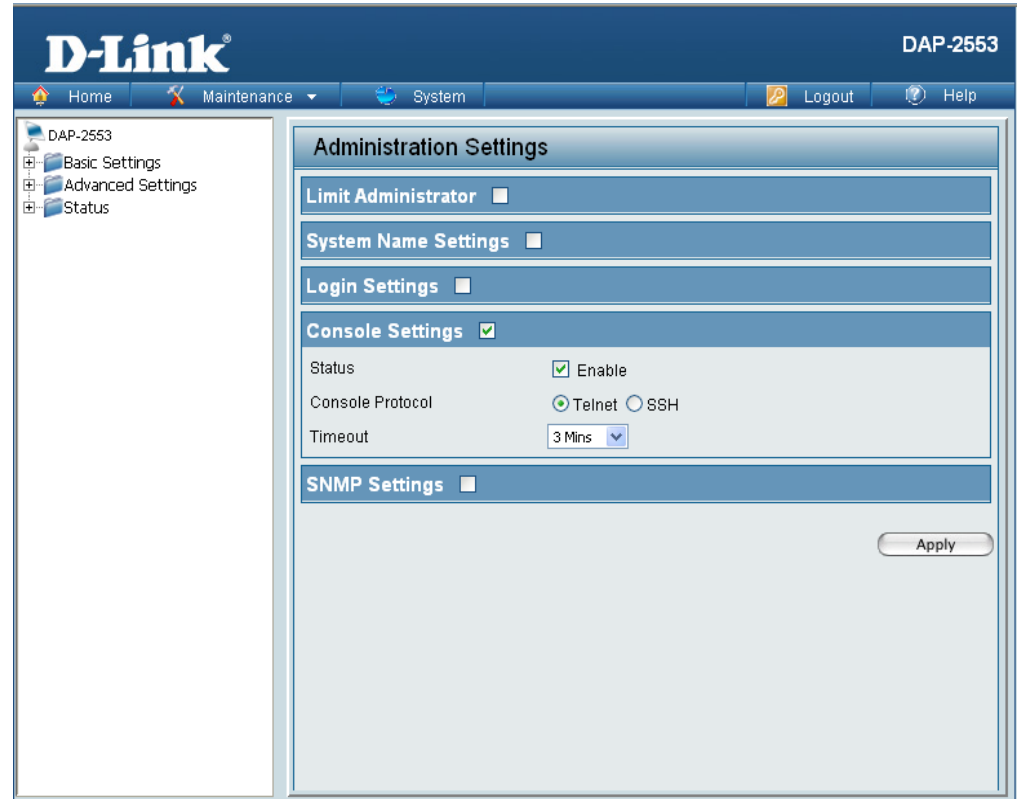 D-Link®
DAP-2553
Home
Maintenance
System
Logout
Help
DAP-2553
Basic Settings
Advanced Settings
Status
Administration Settings
Limit Administrator
System Name Settings
Login Settings
Console Settings
Status
Enable
Console Protocol
Telnet SSH
Timeout
3 Mins
SNMP Settings
Apply